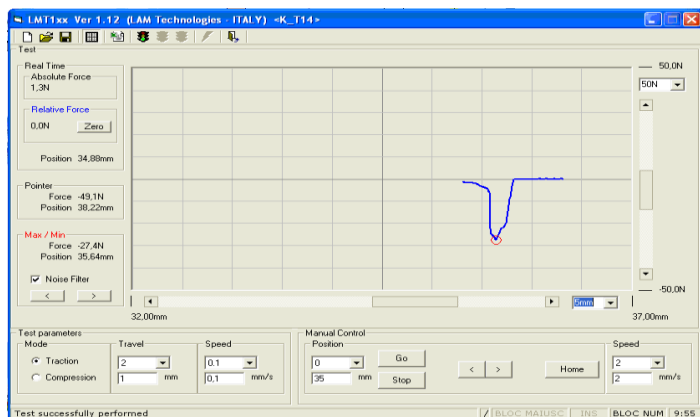 LMT1xx Ver 1.12 (LAM Technologies - ITALY) <K_T14>
Test
Real Time
Absolute Force
1,3N
Relative Force
0,0N Zero
Position 34,88mm
Pointer
Force -49,1N
Position 38,22mm
Max / Min
Force -27,4N
Position 35,64mm
Noise Filter
< >
50,0N
50N
-50,0N
5mm
32,00mm 37,00mm
Test parameters
Mode
Traction
Compression
Travel
2
1 mm
Speed
0.1
0,1 mm/s
Manual Control
Position
0
35 mm
Go
Stop
< >
Home
Speed
2
2 mm/s
Test successfully performed / BLOC MAIUSC INS BLOC NUM 9:55